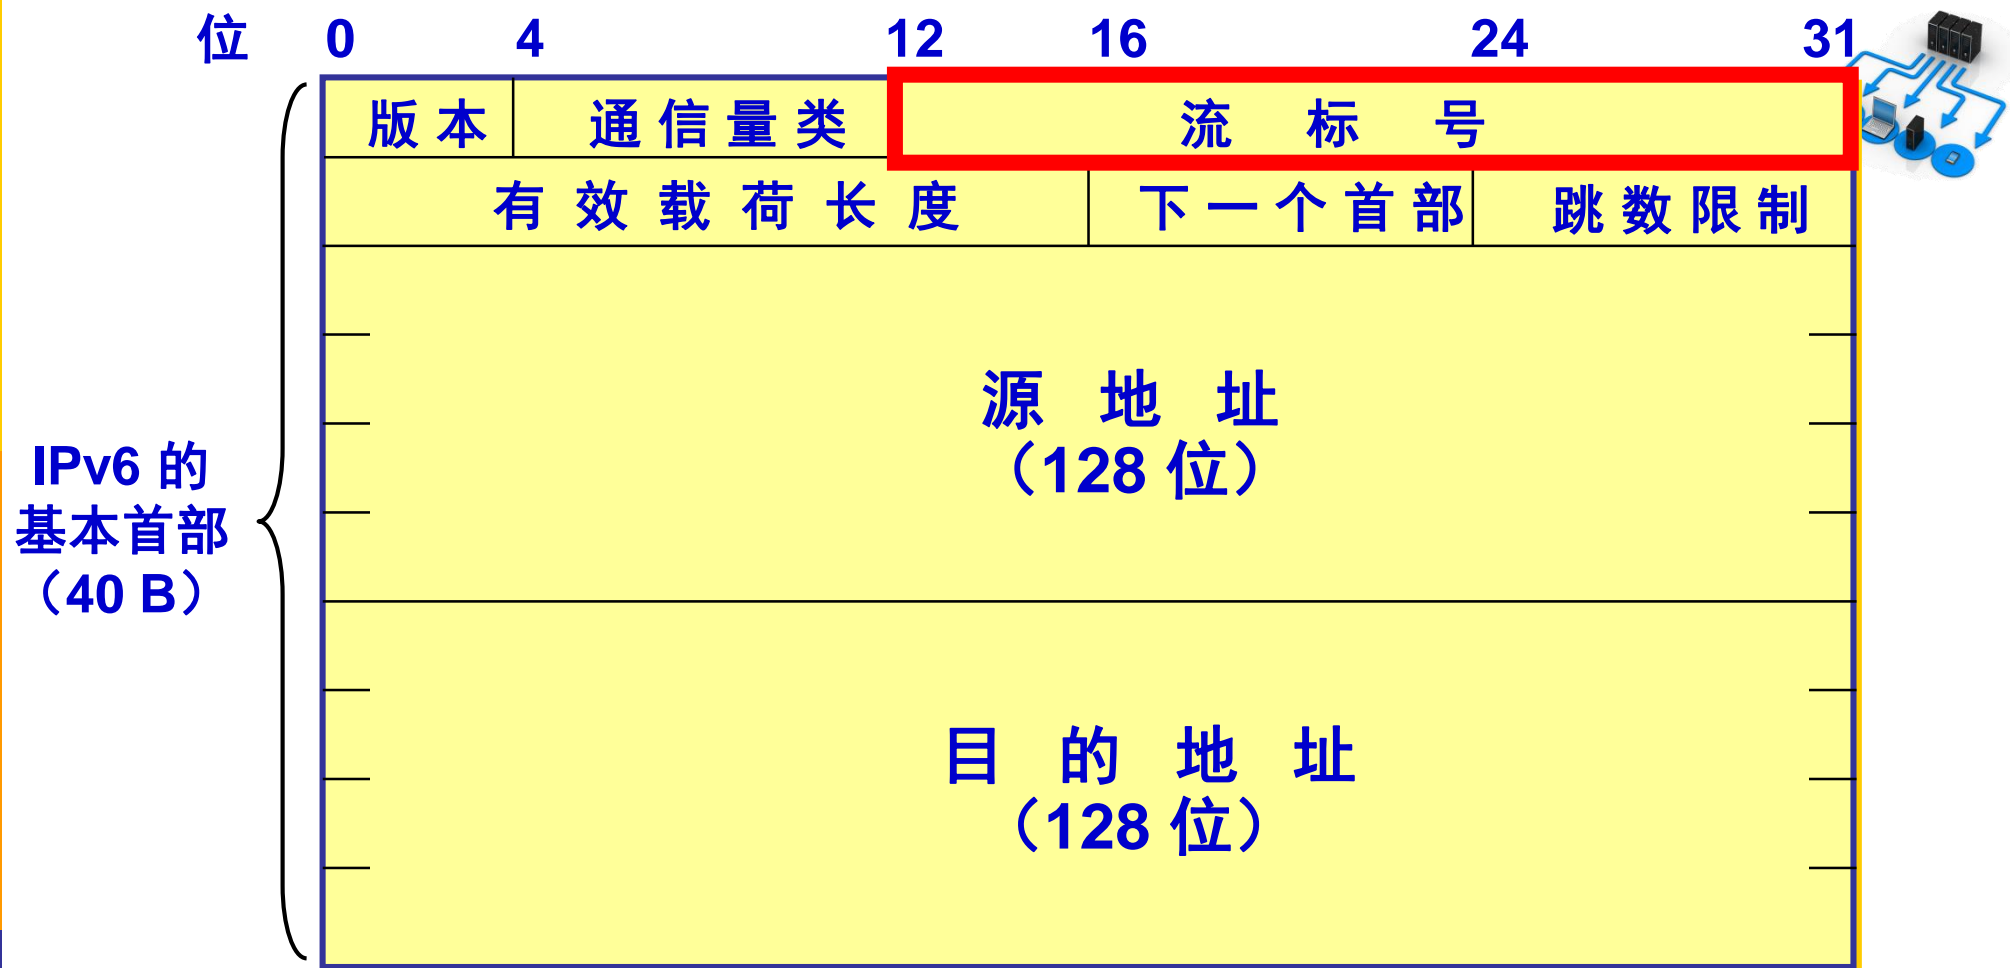 位 0 4 12 16 24 31
版 本 通 信 量 类 流 标 号
有 效 载 荷 长 度 下 一 个 首 部 跳 数 限 制
源 地 址
（128 位）
IPv6 的
基本首部
（40 B）
目 的 地 址
（128 位）